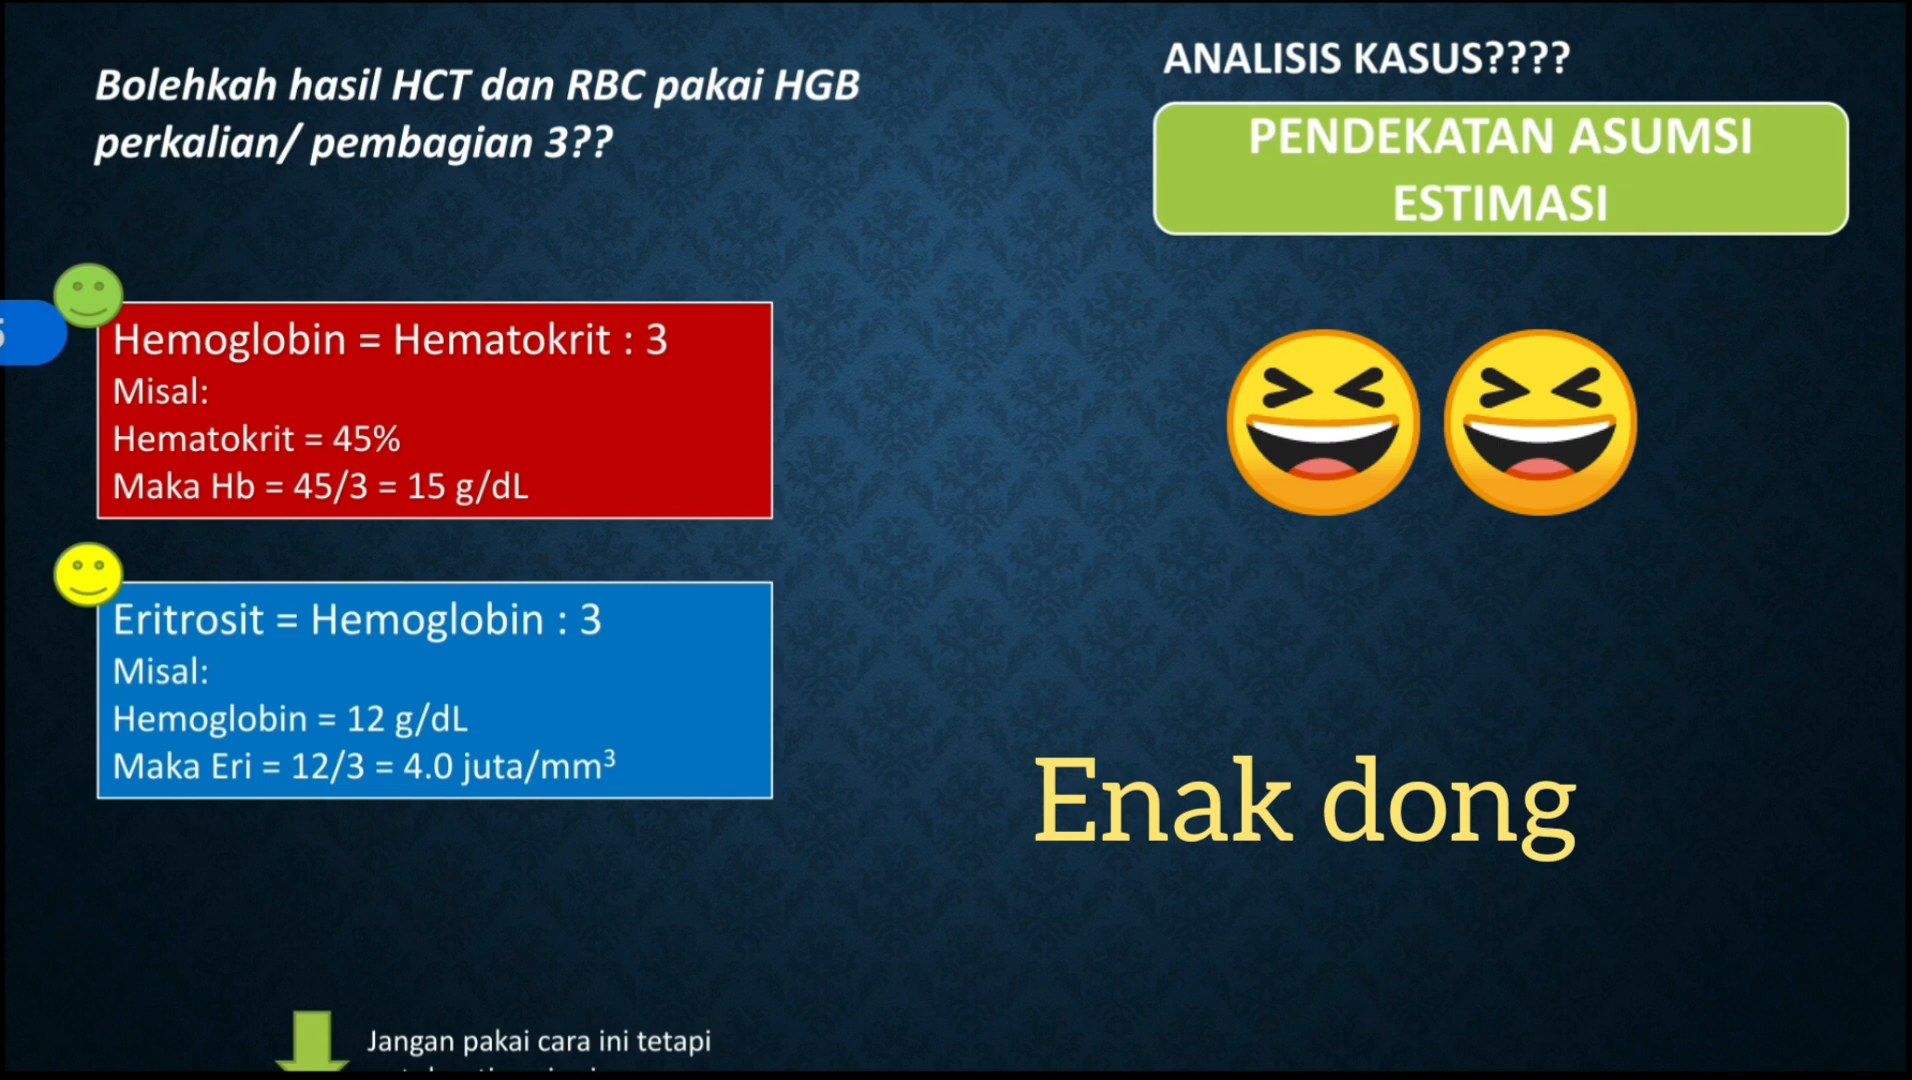 Bolehkah hasil HCT dan RBC pakai HGB
perkalian/ pembagian 3??
ANALISIS KASUS????
PENDEKATAN ASUMSI
ESTIMASI
Hemoglobin = Hematokrit : 3
Misal:
Hematokrit = 45%
Maka Hb = 45/3 = 15 g/dL
Eritrosit = Hemoglobin : 3
Misal:
Hemoglobin = 12 g/dL
Maka Eri = 12/3 = 4.0 juta/mm³
Enak dong
Jangan pakai cara ini tetapi